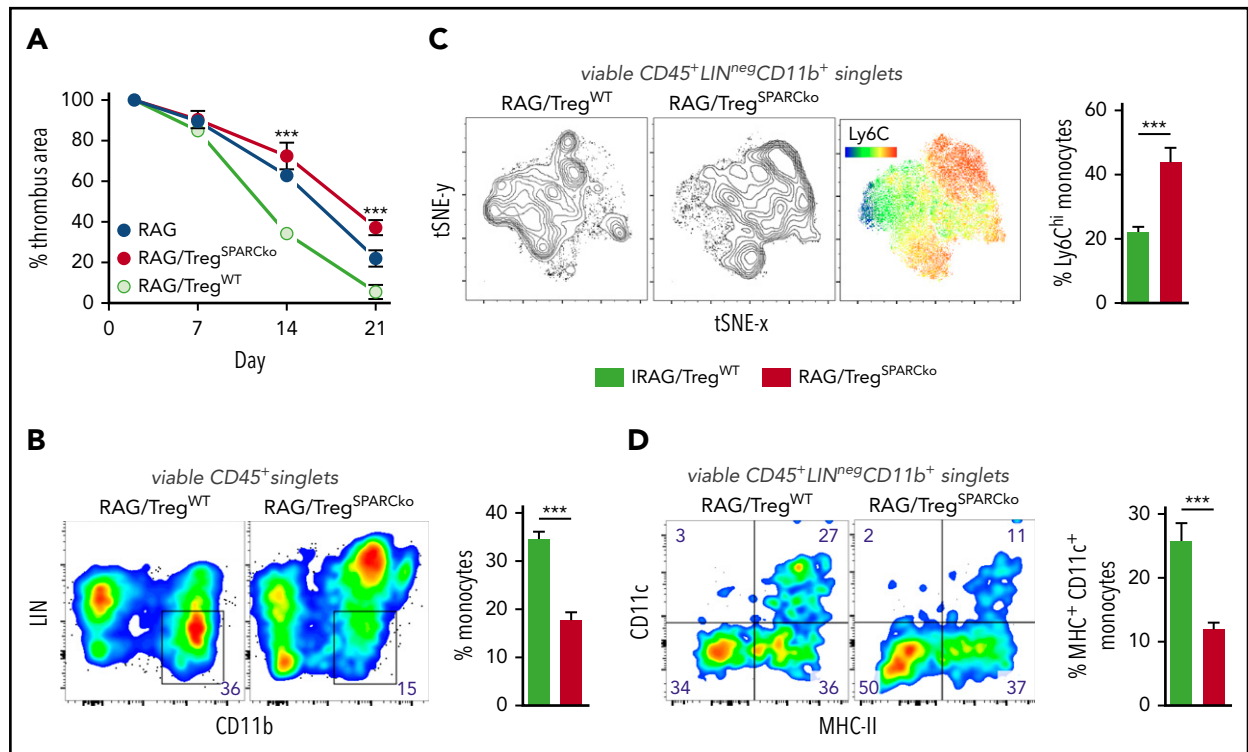 A
% thrombus area
100
80
60
40
20
0
0
7
14
21
Day
***
***
RAG
RAG/Treg^SPARCko
RAG/Treg^WT
C
viable CD45⁺LIN^negCD11b⁺ singlets
RAG/Treg^WT
RAG/Treg^SPARCko
Ly6C
tSNE-y
tSNE-x
% Ly6C^hi monocytes
60
40
20
0
***
IRAG/Treg^WT
RAG/Treg^SPARCko
B
viable CD45⁺singlets
RAG/Treg^WT
RAG/Treg^SPARCko
LIN
36
15
CD11b
% monocytes
40
30
20
10
0
***
D
viable CD45⁺LIN^negCD11b⁺ singlets
RAG/Treg^WT
RAG/Treg^SPARCko
CD11c
3
27
2
11
34
36
50
37
MHC-II
% MHC⁺ CD11c⁺
monocytes
30
20
10
0
***